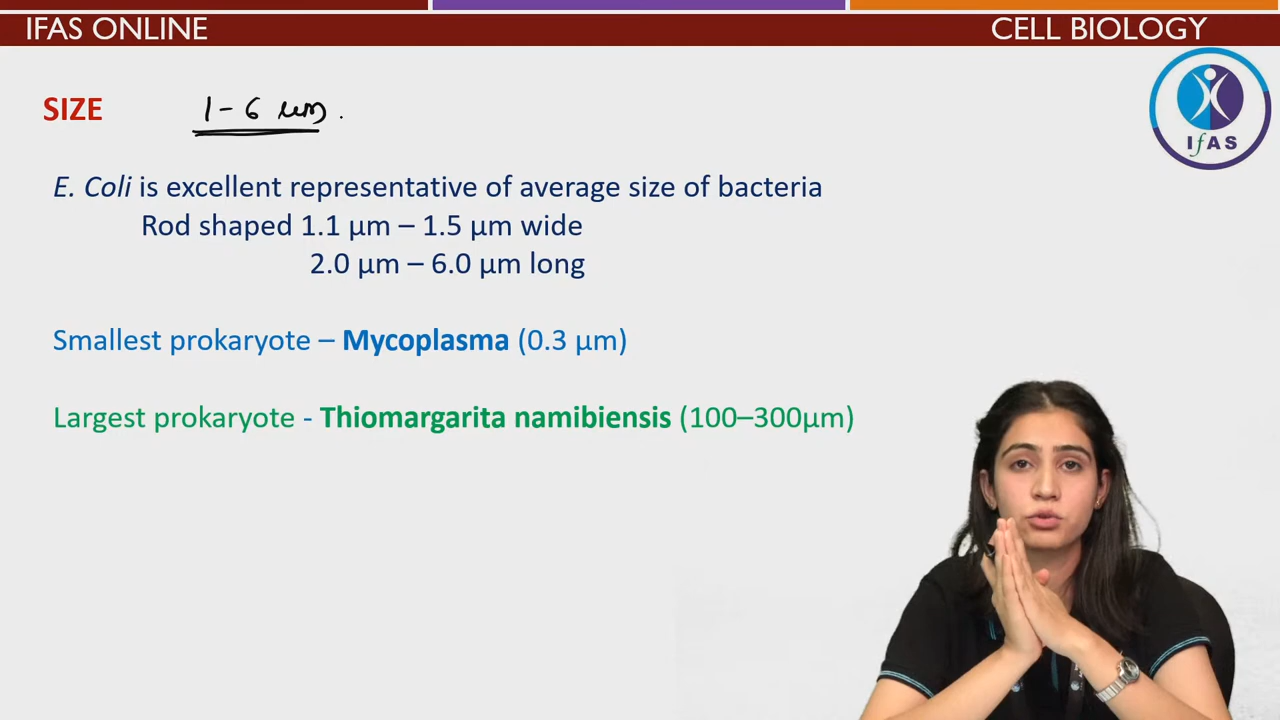 IFAS ONLINE
CELL BIOLOGY
IfAS
SIZE 1-6 μm.
E. Coli is excellent representative of average size of bacteria
Rod shaped 1.1 μm – 1.5 μm wide
2.0 μm – 6.0 μm long
Smallest prokaryote – Mycoplasma (0.3 μm)
Largest prokaryote - Thiomargarita namibiensis (100–300μm)